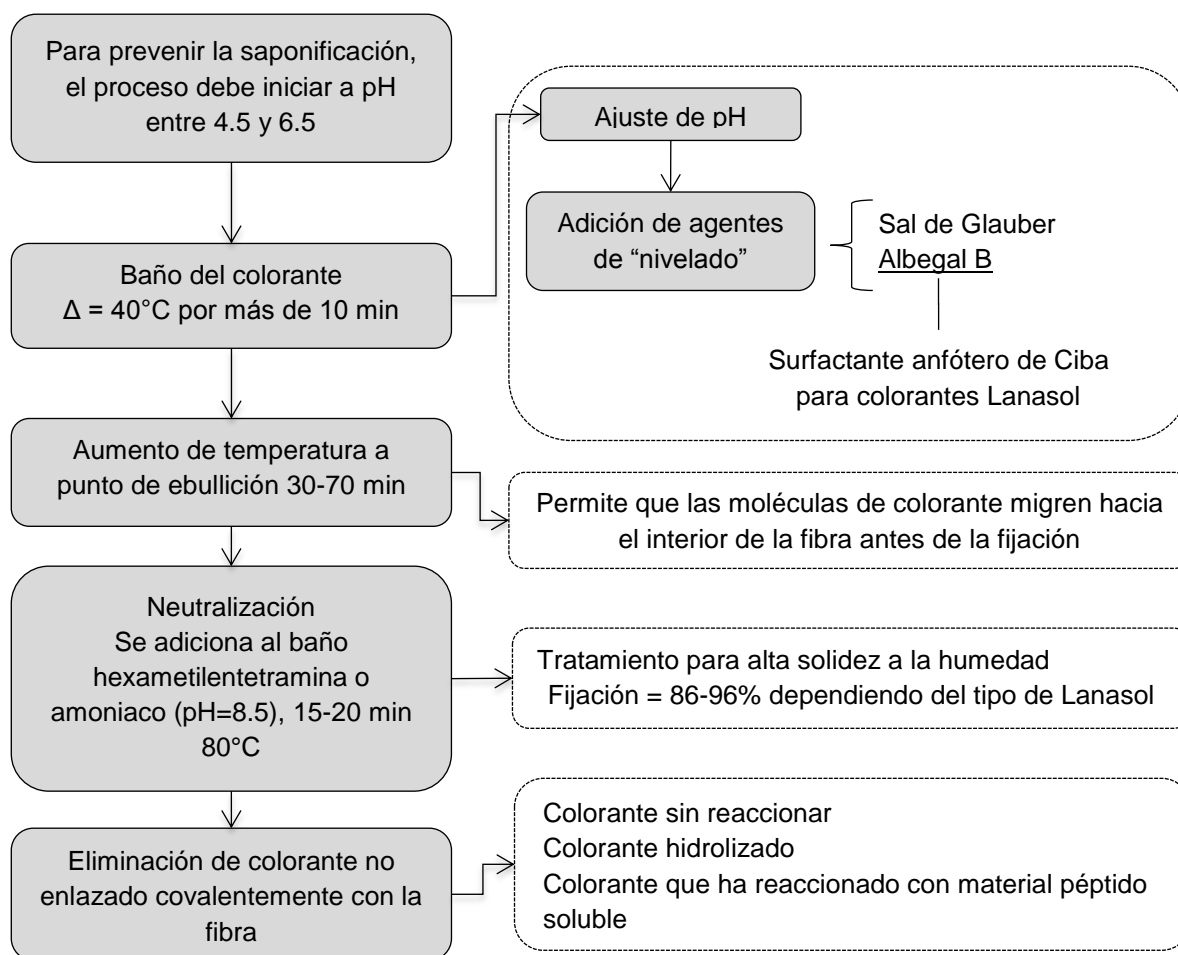 Para prevenir la saponificación,
el proceso debe iniciar a pH
entre 4.5 y 6.5
Ajuste de pH
Adición de agentes
de “nivelado”
Sal de Glauber
Albegal B
Surfactante anfótero de Ciba
para colorantes Lanasol
Baño del colorante
Δ = 40°C por más de 10 min
Aumento de temperatura a
punto de ebullición 30-70 min
Permite que las moléculas de colorante migren hacia
el interior de la fibra antes de la fijación
Neutralización
Se adiciona al baño
hexametilentetramina o
amoniaco (pH=8.5), 15-20 min
80°C
Tratamiento para alta solidez a la humedad
Fijación = 86-96% dependiendo del tipo de Lanasol
Eliminación de colorante no
enlazado covalentemente con la
fibra
Colorante sin reaccionar
Colorante hidrolizado
Colorante que ha reaccionado con material péptido
soluble